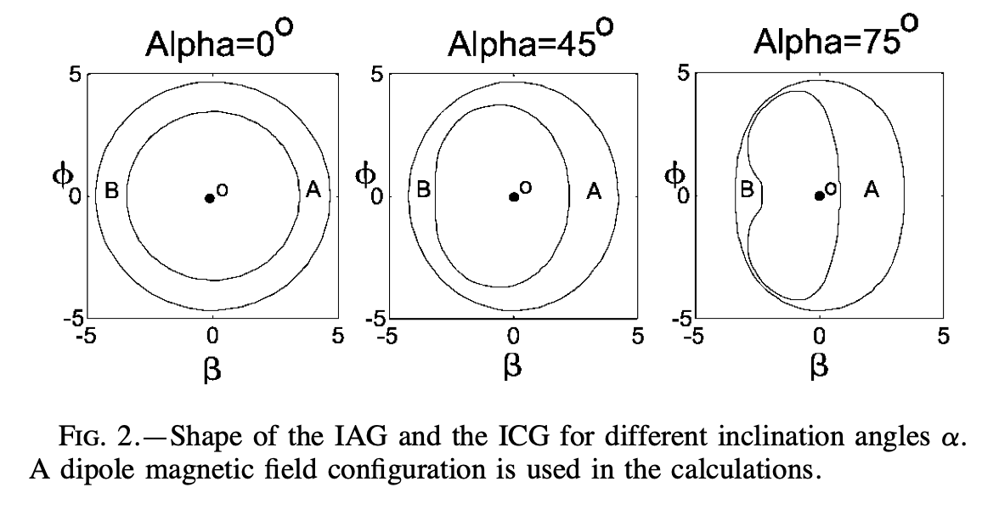 Alpha=0° Alpha=45° Alpha=75°
5 5 5
ϕ B o A ϕ B o A ϕ B o A
0 0 0
-5 -5 -5
-5 0 5 -5 0 5 -5 0 5
β β β
FIG. 2.—Shape of the IAG and the ICG for different inclination angles α.
A dipole magnetic field configuration is used in the calculations.